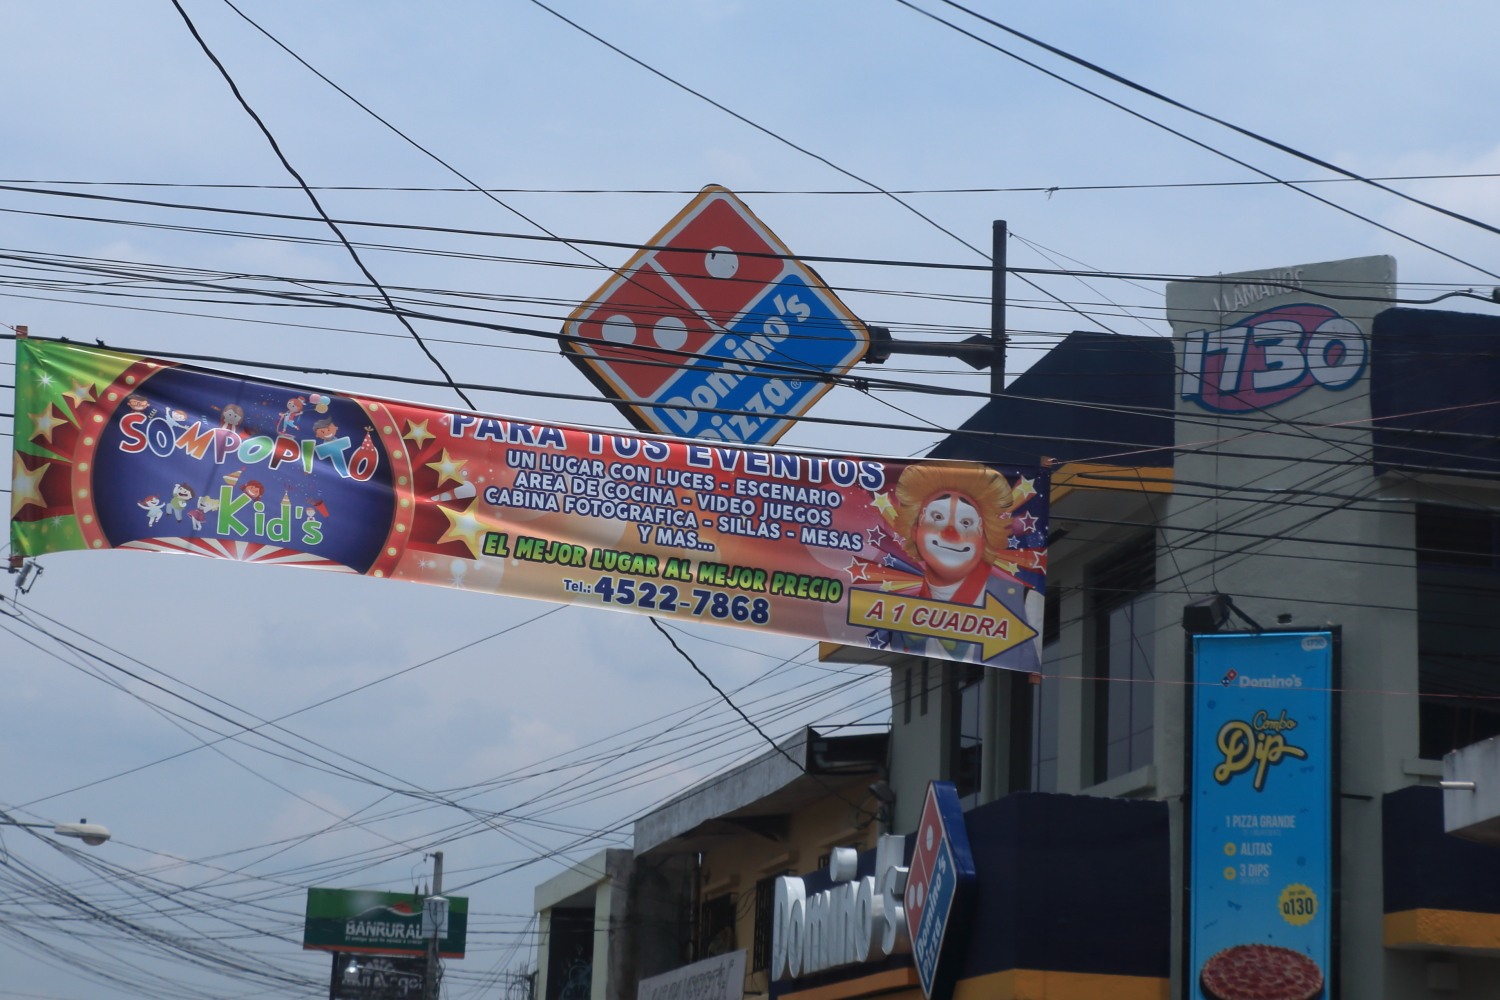 Domino's
Pizza
LLAMANOS
1730
SOMPOPITO
Kid's
PARA TUS EVENTOS
UN LUGAR CON LUCES - ESCENARIO
AREA DE COCINA - VIDEO JUEGOS
CABINA FOTOGRAFICA - SILLAS - MESAS
Y MAS...
EL MEJOR LUGAR AL MEJOR PRECIO
Tel.: 4522-7868
A 1 CUADRA
Domino's
Combo
Dip
1 PIZZA GRANDE
+ ALITAS
+ 3 DIPS
Q130
Domino's
Domino's
Pizza
BANRURAL